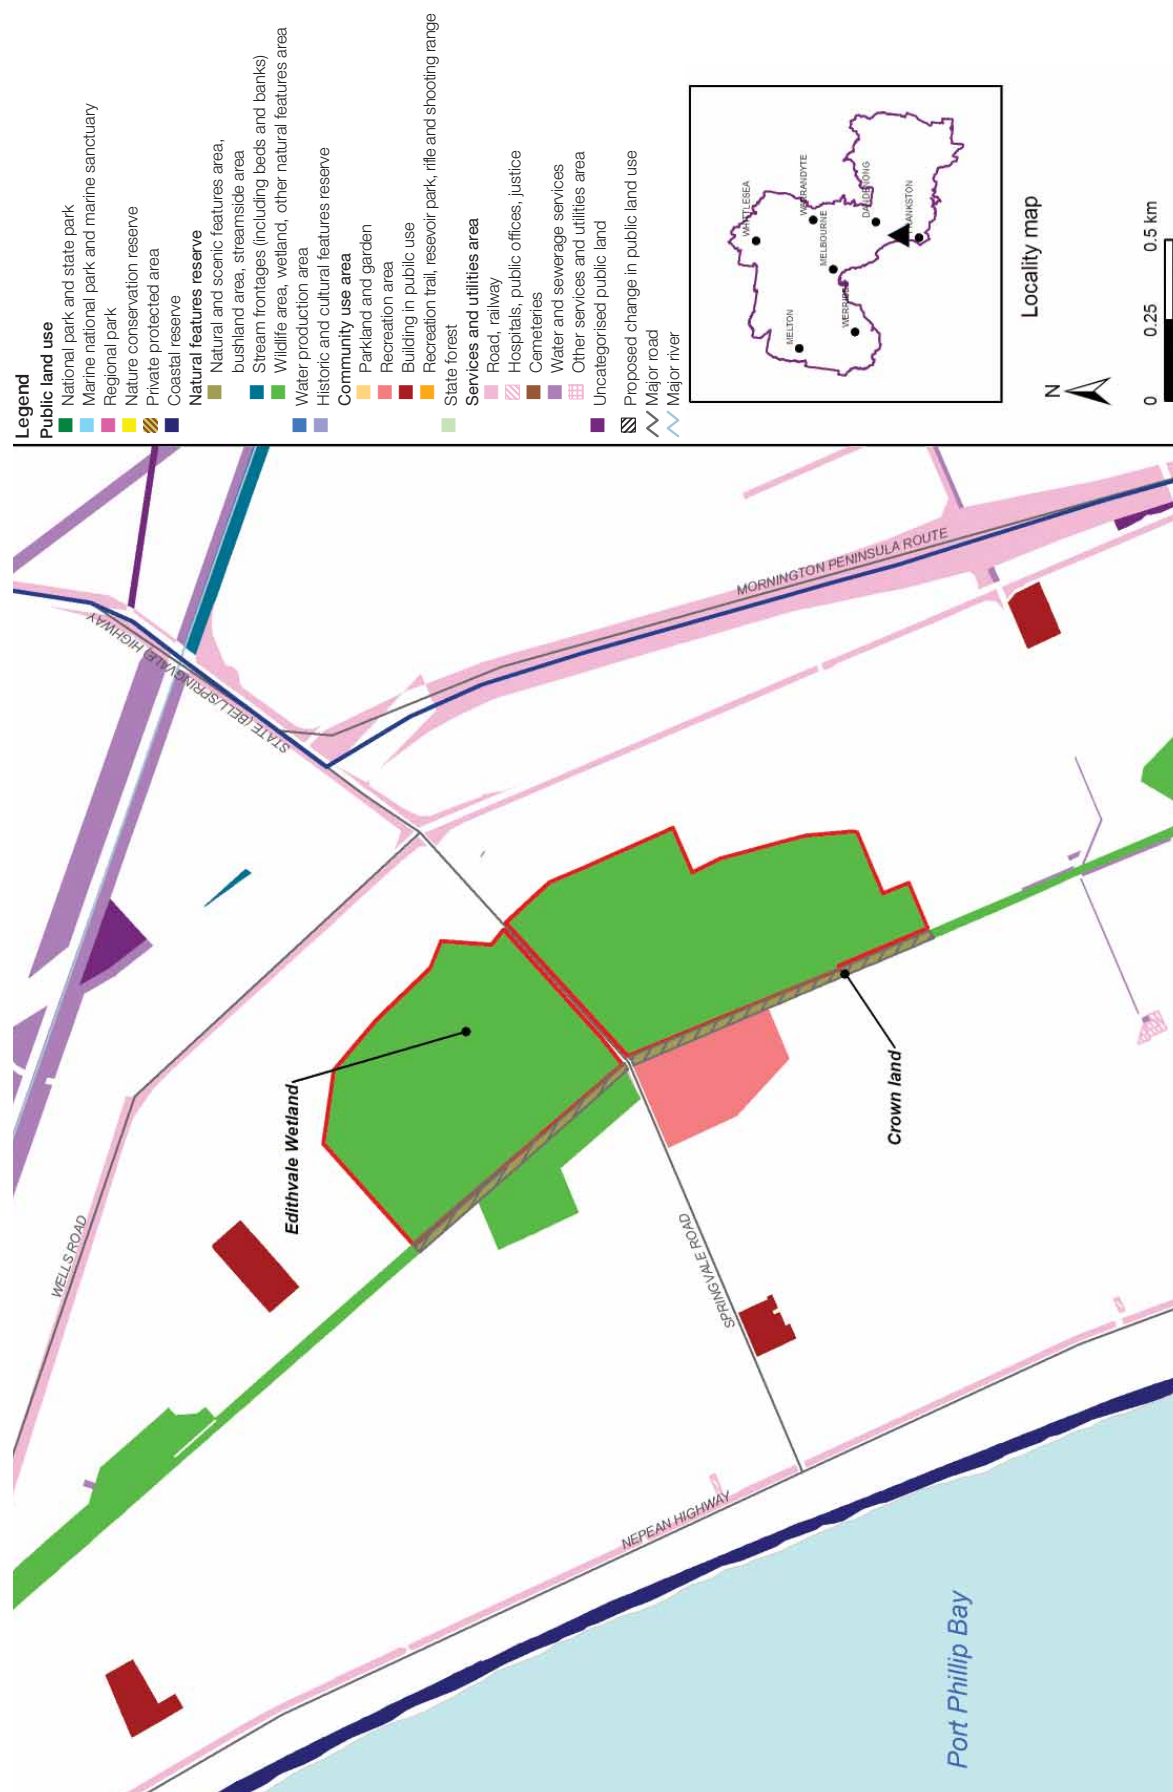 Legend
Public land use
National park and state park
Marine national park and marine sanctuary
Regional park
Nature conservation reserve
Private protected area
Coastal reserve
Natural features reserve
Natural and scenic features area,
bushland area, streamside area
Stream frontages (including beds and banks)
Wildlife area, wetland, other natural features area
Water production area
Historic and cultural features reserve
Community use area
Parkland and garden
Recreation area
Building in public use
Recreation trail, resevoir park, rifle and shooting range
State forest
Services and utilities area
Road, railway
Hospitals, public offices, justice
Cemeteries
Water and sewerage services
Other services and utilities area
Uncategorised public land
Proposed change in public land use
Major road
Major river
WHITTLESEA
WARRANDYTE
MELTON
MELBOURNE
DANDENONG
WERRIBEE
FRANKSTON
Locality map
N
0 0.25 0.5 km
STATE (BELL/SPRINGVALE) HIGHWAY
MORNINGTON PENINSULA ROUTE
WELLS ROAD
Edithvale Wetland
Crown land
SPRINGVALE ROAD
NEPEAN HIGHWAY
Port Phillip Bay